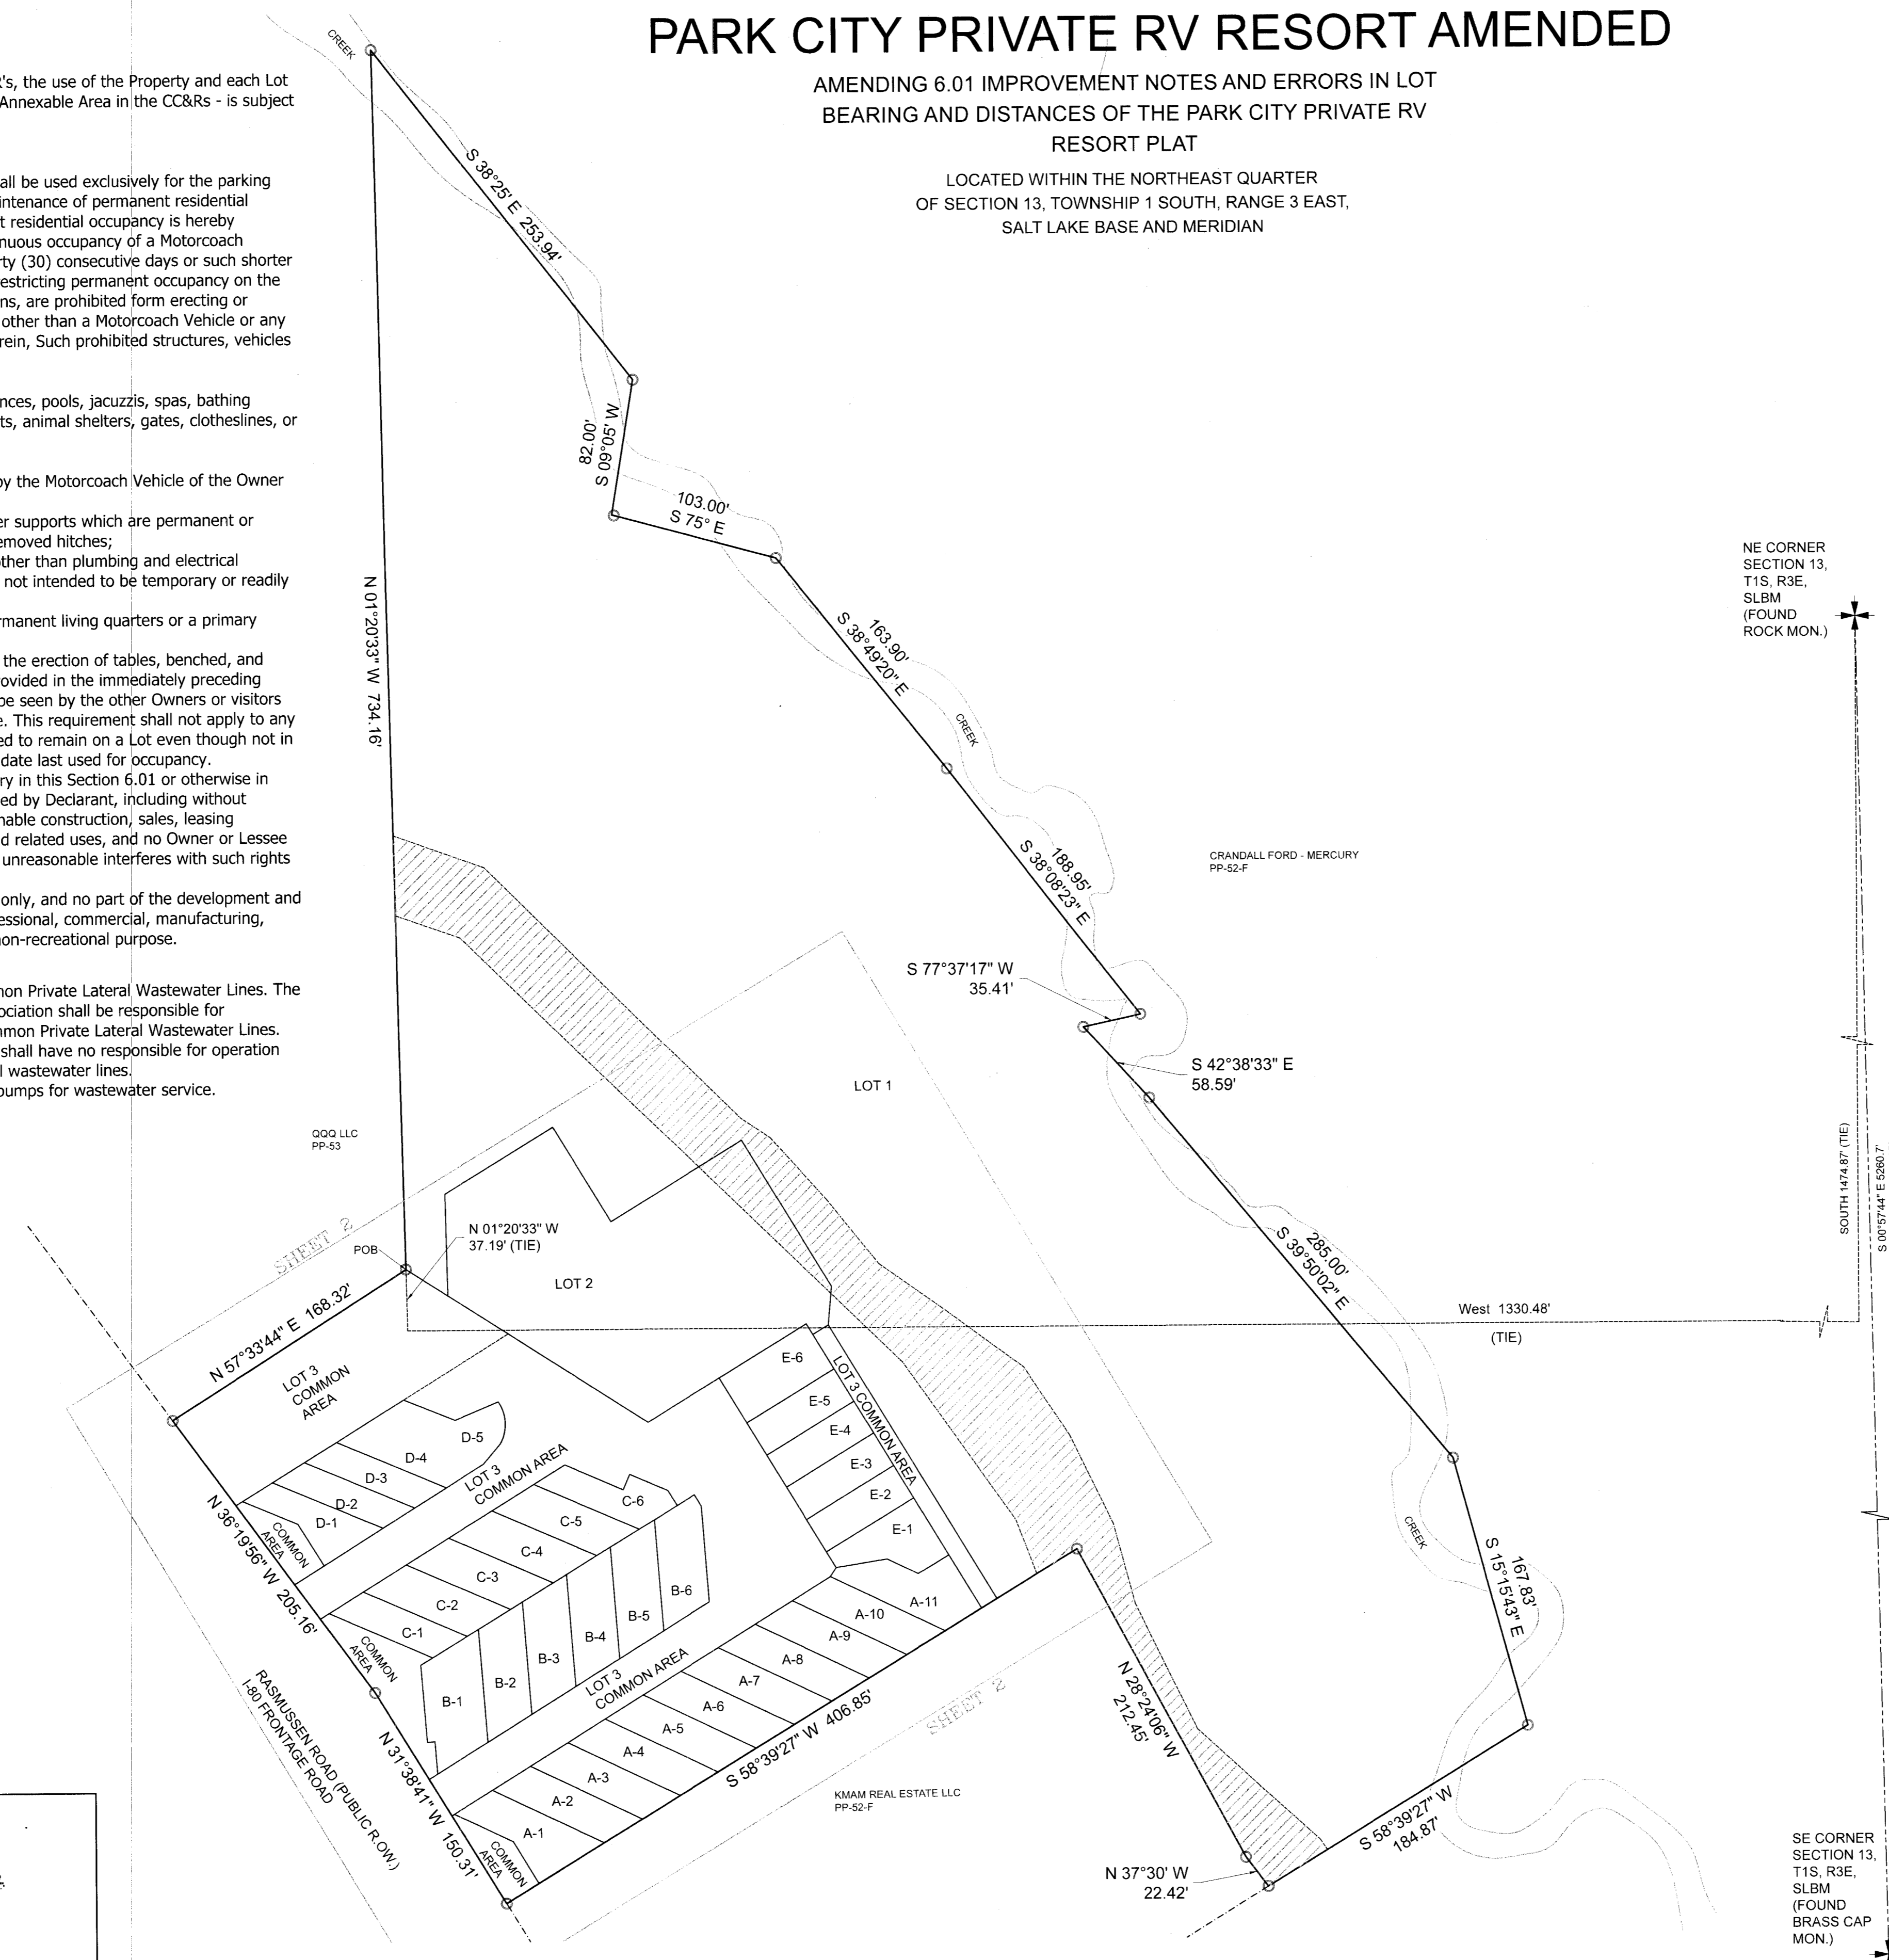 PARK CITY PRIVATE RV RESORT AMENDED
AMENDING 6.01 IMPROVEMENT NOTES AND ERRORS IN LOT
BEARING AND DISTANCES OF THE PARK CITY PRIVATE RV
RESORT PLAT
LOCATED WITHIN THE NORTHEAST QUARTER
OF SECTION 13, TOWNSHIP 1 SOUTH, RANGE 3 EAST,
SALT LAKE BASE AND MERIDIAN
R's, the use of the Property and each Lot
Annexable Area in the CC&Rs - is subject
all be used exclusively for the parking
intenance of permanent residential
t residential occupancy is hereby
nuous occupancy of a Motorcoach
rty (30) consecutive days or such shorter
estricting permanent occupancy on the
ns, are prohibited form erecting or
other than a Motorcoach Vehicle or any
rein, Such prohibited structures, vehicles
nces, pools, jacuzzis, spas, bathing
ts, animal shelters, gates, clotheslines, or
by the Motorcoach Vehicle of the Owner
er supports which are permanent or
emoved hitches;
ther than plumbing and electrical
not intended to be temporary or readily
rmanent living quarters or a primary
the erection of tables, benched, and
ovided in the immediately preceding
be seen by the other Owners or visitors
e. This requirement shall not apply to any
ed to remain on a Lot even though not in
date last used for occupancy.
ry in this Section 6.01 or otherwise in
ed by Declarant, including without
nable construction, sales, leasing
d related uses, and no Owner or Lessee
unreasonable interferes with such rights
only, and no part of the development and
essional, commercial, manufacturing,
non-recreational purpose.
mon Private Lateral Wastewater Lines. The
ociation shall be responsible for
mmon Private Lateral Wastewater Lines.
shall have no responsible for operation
l wastewater lines.
pumps for wastewater service.
CREEK
S 38°25' E 253.94'
82.00'
S 09°05' W
103.00'
S 75° E
N 01°20'33" W 734.16'
163.90'
S 38°49'20" E
CREEK
188.95'
S 38°08'23" E
NE CORNER
SECTION 13,
T1S, R3E,
SLBM
(FOUND
ROCK MON.)
CRANDALL FORD - MERCURY
PP-52-F
S 77°37'17" W
35.41'
S 42°38'33" E
58.59'
LOT 1
QQQ LLC
PP-53
SOUTH 1474.87' (TIE)
S 00°57'44" E 5260.7'
SHEET 2
POB
N 01°20'33" W
37.19' (TIE)
LOT 2
285.00'
S 39°50'02" E
West 1330.48'
(TIE)
N 57°33'44" E 168.32'
LOT 3
COMMON
AREA
E-6
E-5
E-4
E-3
E-2
E-1
LOT 3 COMMON AREA
D-5
D-4
D-3
D-2
D-1
COMMON
AREA
LOT 3
COMMON AREA
C-6
C-5
C-4
C-3
C-2
C-1
COMMON
AREA
N 36°19'56" W 205.16'
B-6
B-5
B-4
B-3
B-2
B-1
LOT 3
COMMON AREA
A-11
A-10
A-9
A-8
A-7
A-6
A-5
A-4
A-3
A-2
A-1
COMMON
AREA
RASMUSSEN ROAD (PUBLIC R.O.W.)
I-80 FRONTAGE ROAD
N 31°38'41" W 150.31'
S 58°39'27" W 406.85'
SHEET 2
KMAM REAL ESTATE LLC
PP-52-F
N 28°24'06" W
212.45'
CREEK
167.83'
S 15°15'43" E
S 58°39'27" W
184.87'
N 37°30' W
22.42'
SE CORNER
SECTION 13,
T1S, R3E,
SLBM
(FOUND
BRASS CAP
MON.)